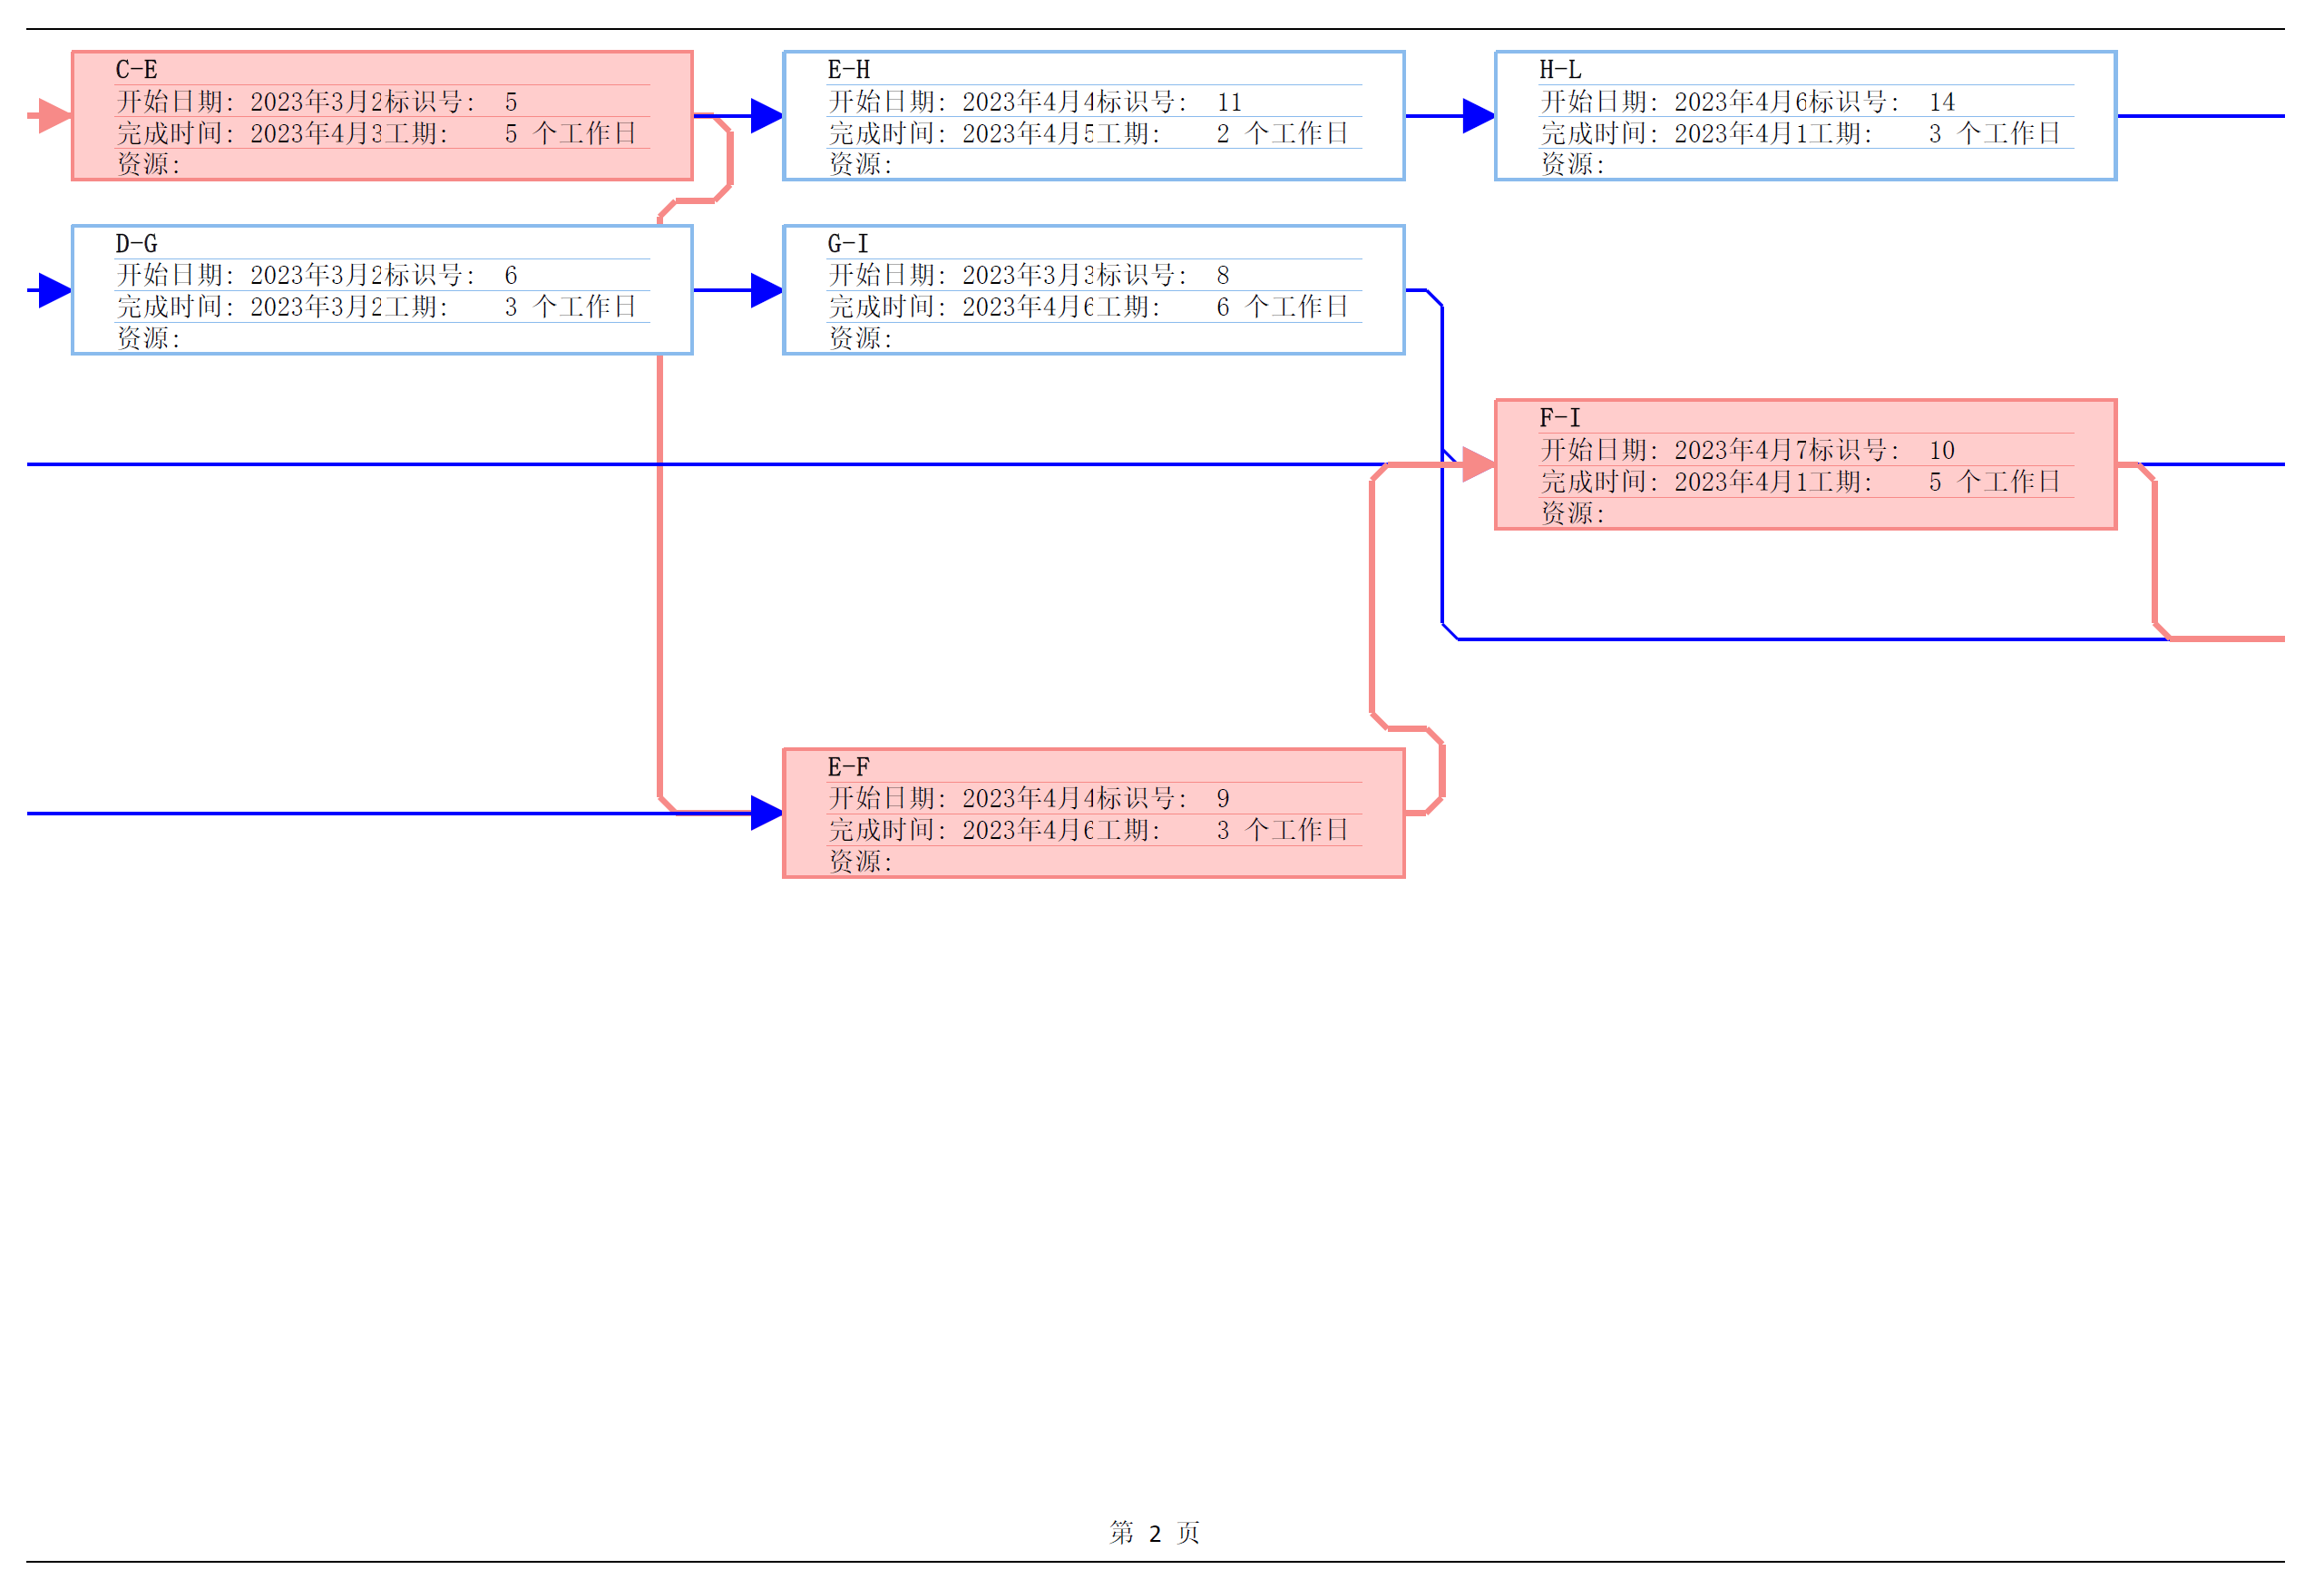 C-E
开始日期: 2023年3月2标识号: 5
完成时间: 2023年4月3工期: 5 个工作日
资源:
E-H
开始日期: 2023年4月4标识号: 11
完成时间: 2023年4月5工期: 2 个工作日
资源:
H-L
开始日期: 2023年4月6标识号: 14
完成时间: 2023年4月1工期: 3 个工作日
资源:
D-G
开始日期: 2023年3月2标识号: 6
完成时间: 2023年3月2工期: 3 个工作日
资源:
G-I
开始日期: 2023年3月3标识号: 8
完成时间: 2023年4月6工期: 6 个工作日
资源:
F-I
开始日期: 2023年4月7标识号: 10
完成时间: 2023年4月1工期: 5 个工作日
资源:
E-F
开始日期: 2023年4月4标识号: 9
完成时间: 2023年4月6工期: 3 个工作日
资源:
第 2 页